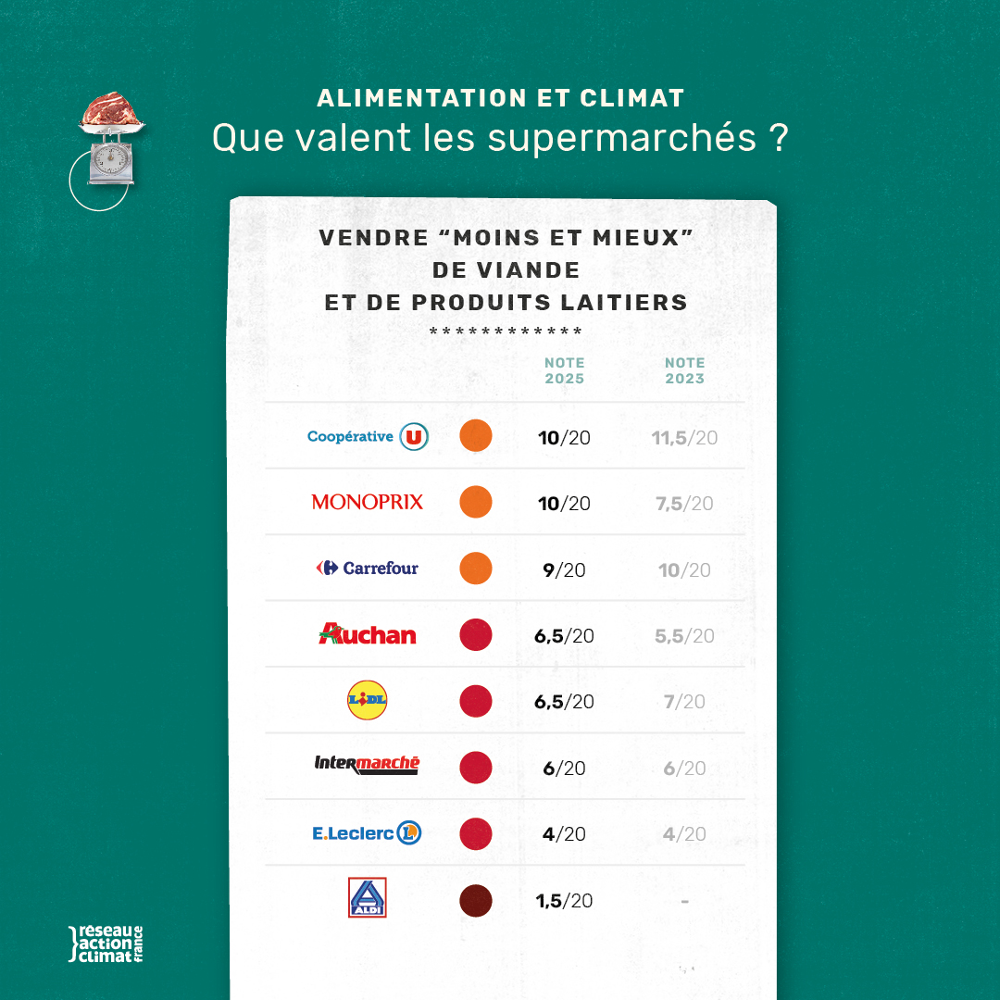 ALIMENTATION ET CLIMAT
Que valent les supermarchés ?
VENDRE “MOINS ET MIEUX”
DE VIANDE
ET DE PRODUITS LAITIERS
************
NOTE 2025 NOTE 2023
Coopérative U 10/20 11,5/20
MONOPRIX 10/20 7,5/20
Carrefour 9/20 10/20
Auchan 6,5/20 5,5/20
LIDL 6,5/20 7/20
Intermarché 6/20 6/20
E.Leclerc L 4/20 4/20
ALDI 1,5/20 -
réseau
action
climat
france